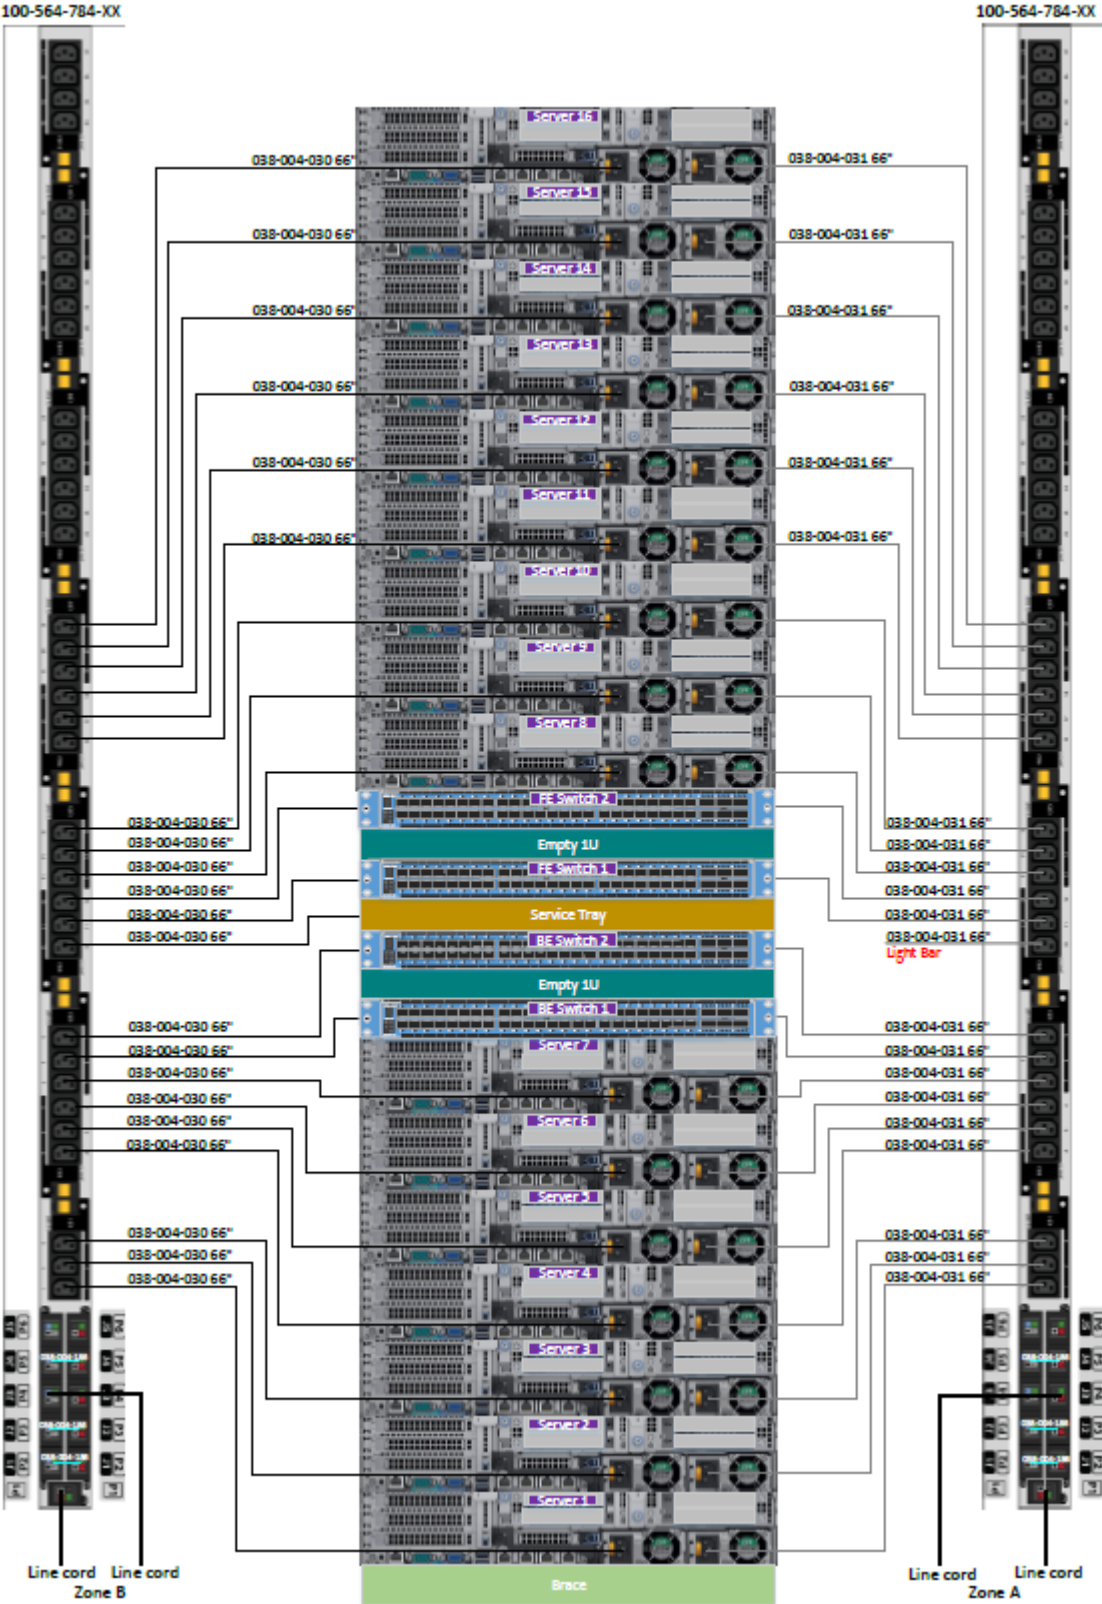 100-564-784-XX
100-564-784-XX
Server 16
038-004-030 66"
038-004-031 66"
Server 15
038-004-030 66"
038-004-031 66"
Server 14
038-004-030 66"
038-004-031 66"
Server 13
038-004-030 66"
038-004-031 66"
Server 12
038-004-030 66"
038-004-031 66"
Server 11
038-004-030 66"
038-004-031 66"
Server 10
Server 9
Server 8
FE Switch 2
038-004-030 66"
038-004-031 66"
038-004-030 66"
Empty 1U
038-004-031 66"
038-004-030 66"
FE Switch 1
038-004-031 66"
038-004-030 66"
038-004-031 66"
038-004-030 66"
Service Tray
038-004-031 66"
038-004-030 66"
BE Switch 2
038-004-031 66"
Light Bar
Empty 1U
BE Switch 1
038-004-030 66"
038-004-031 66"
038-004-030 66"
Server 7
038-004-031 66"
038-004-030 66"
038-004-031 66"
038-004-030 66"
038-004-031 66"
038-004-030 66"
Server 6
038-004-031 66"
038-004-030 66"
038-004-031 66"
Server 5
038-004-030 66"
038-004-031 66"
038-004-030 66"
038-004-031 66"
038-004-030 66"
Server 4
038-004-031 66"
Server 3
Server 2
Server 1
Line cord
Line cord
Zone B
Brace
Line cord
Line cord
Zone A